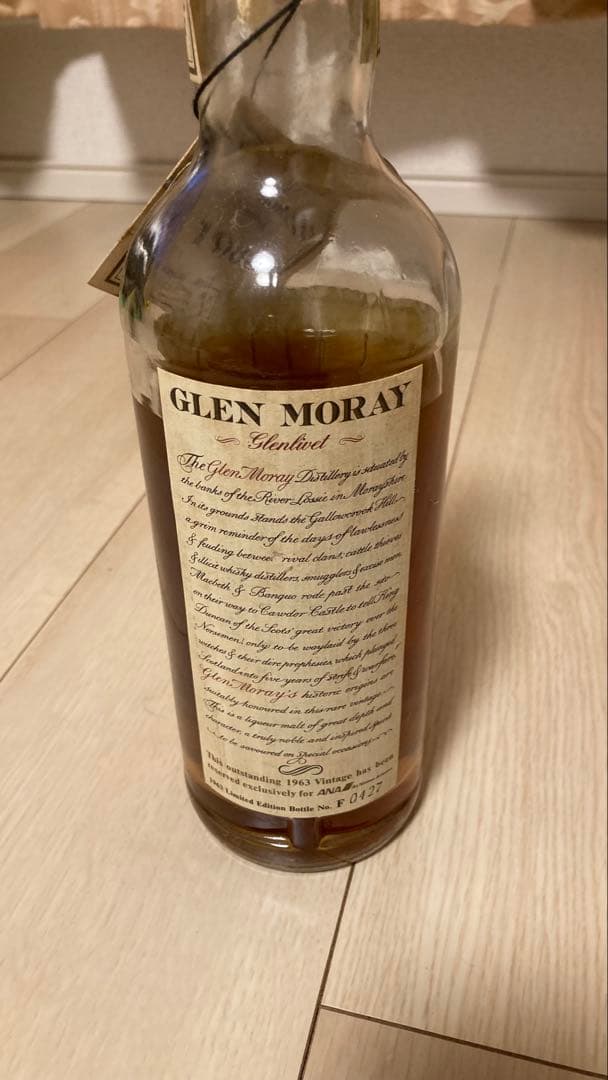 GLEN MORAY
Glenlivet
The Glen Moray Distillery is situated by
the banks of the River Lossie in Morayshire.
In its grounds stands the Gallowcrook Hill
a grim reminder of the days of lawlessness
& feuding between rival clans, cattle thieves
& illicit whisky distillers, smugglers & excise men.
Macbeth & Banquo rode past the site
on their way to Cawdor Castle to tell King
Duncan of the Scots' great victory over the
Norsemen, only to be waylaid by the three
witches & their dire prophesies, which plunged
Scotland into five years of strife & warfare.
Glen Moray's historic origins are
suitably honoured in this rare vintage.
This is a liqueur malt of great depth and
character, a truly noble and inspired spirit
to be savoured on special occasions.
This outstanding 1963 Vintage has been
reserved exclusively for ANA
1963 Limited Edition Bottle No. F 0427